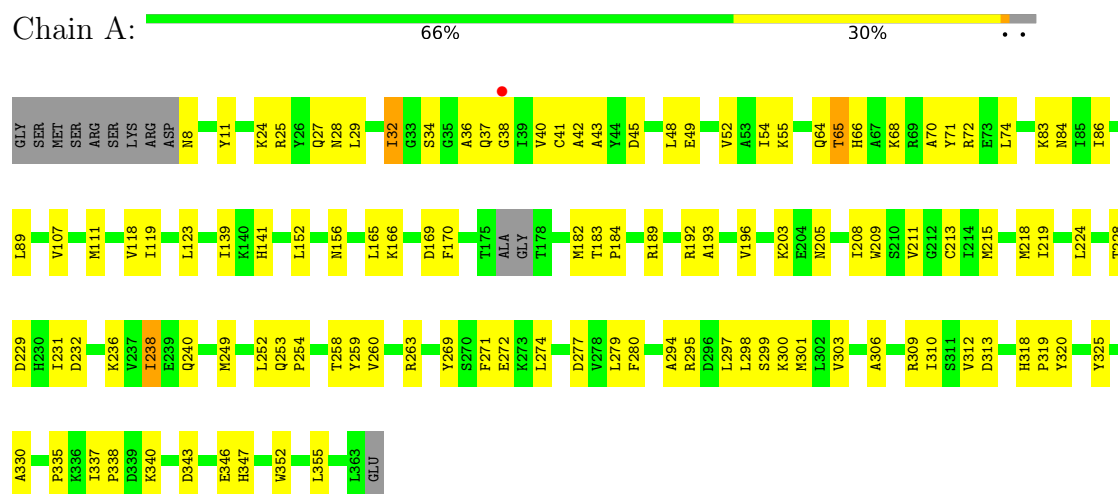 Chain A:
66% 30% • •
GLY SER MET SER ARG SER LYS ARG ASP N8 Y11 K24 R25 Y26 Q27 N28 L29 I32 G33 S34 G35 A36 Q37 G38 I39 V40 C41 A42 A43 Y44 D45 L48 E49 V52 A53 I54 K55 Q64 T65 H66 A67 K68 R69 A70 Y71 R72 E73 L74 K83 N84 I85 I86
L89 V107 M111 V118 I119 L123 I139 K140 H141 L152 N156 L165 K166 D169 F170 T175 ALA GLY T178 M182 T183 P184 R189 R192 A193 V196 K203 E204 N205 I208 W209 S210 V211 G212 C213 I214 M215 M218 I219 L224 T228
D229 H230 I231 D232 K236 V237 I238 E239 Q240 M249 L252 Q253 P254 T258 Y259 V260 R263 Y269 S270 F271 E272 K273 L274 D277 V278 L279 F280 A294 R295 D296 L297 L298 S299 K300 M301 L302 V303 A306 R309 I310 S311 V312 D313 H318 P319 Y320 Y325
A330 P335 K336 I337 P338 D339 K340 D343 E346 H347 W352 L355 L363 GLU